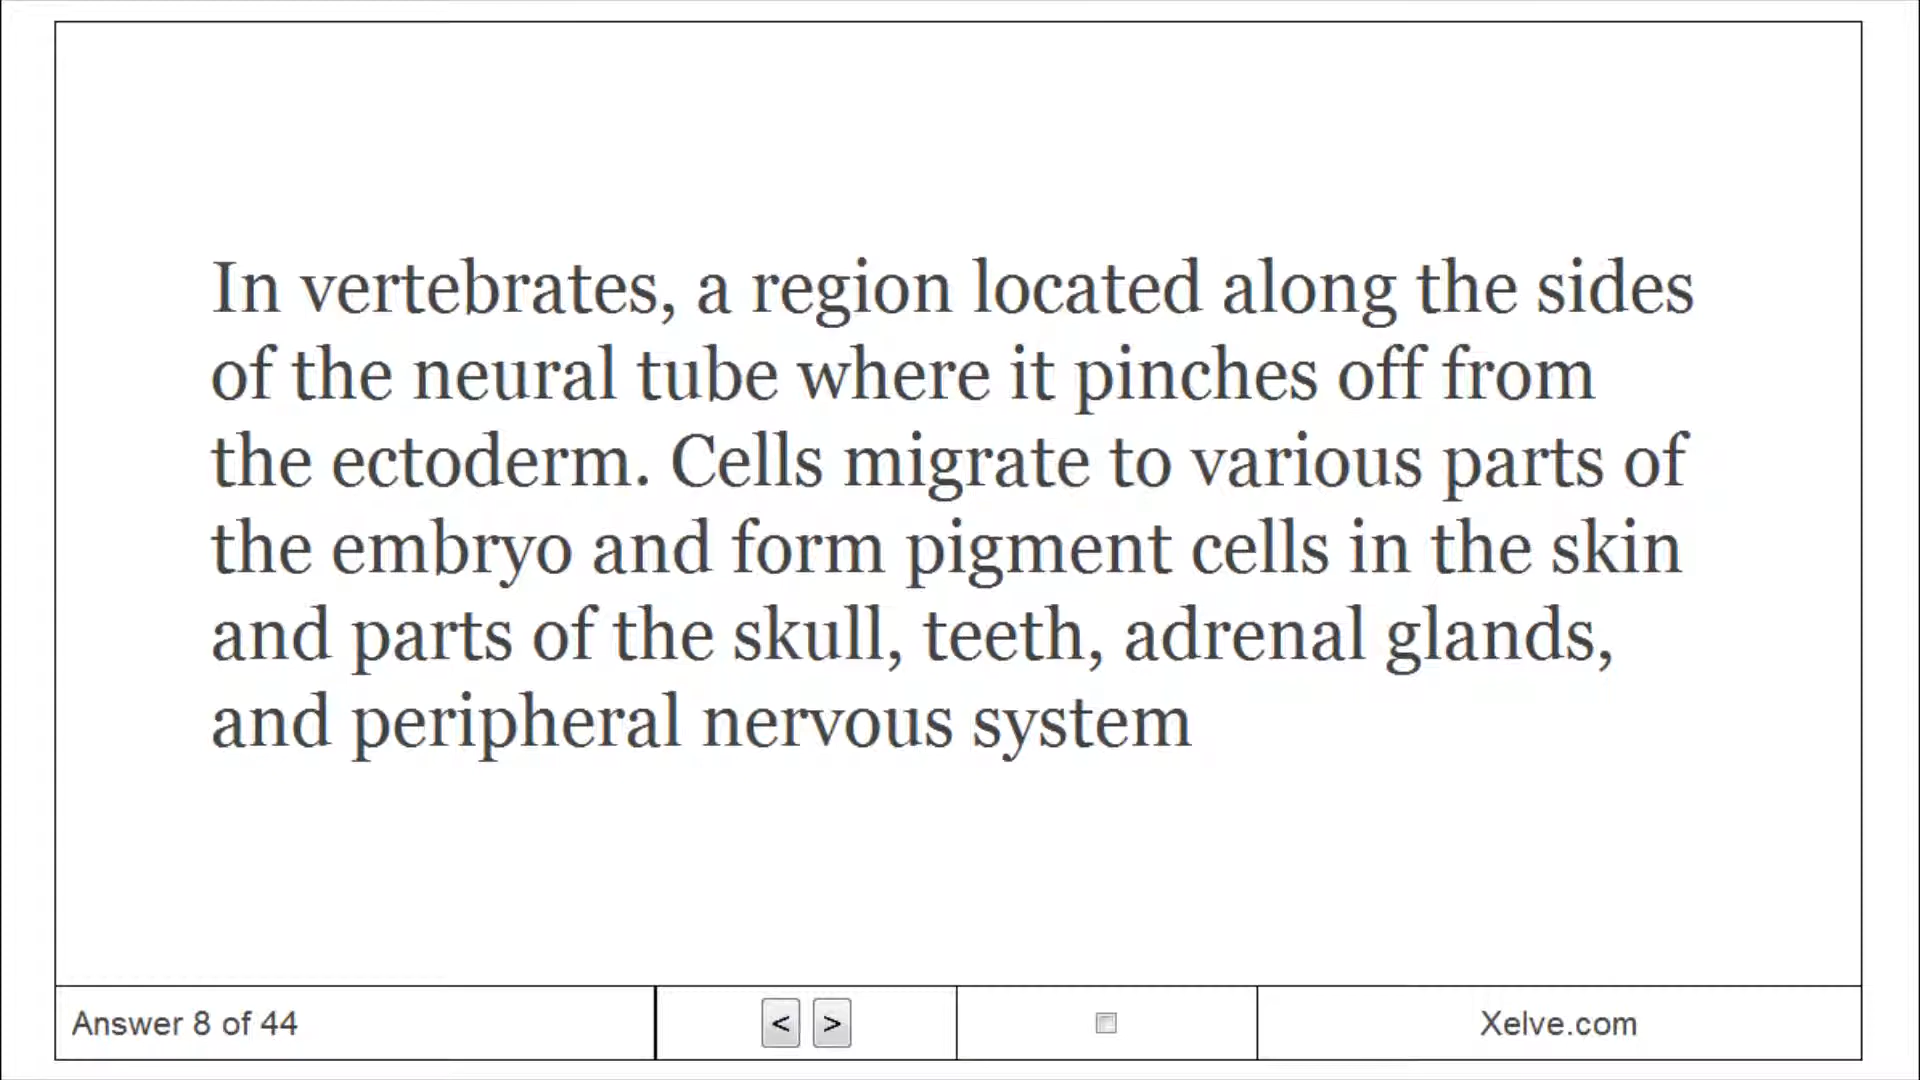 In vertebrates, a region located along the sides
of the neural tube where it pinches off from
the ectoderm. Cells migrate to various parts of
the embryo and form pigment cells in the skin
and parts of the skull, teeth, adrenal glands,
and peripheral nervous system
Answer 8 of 44
< >
Xelve.com